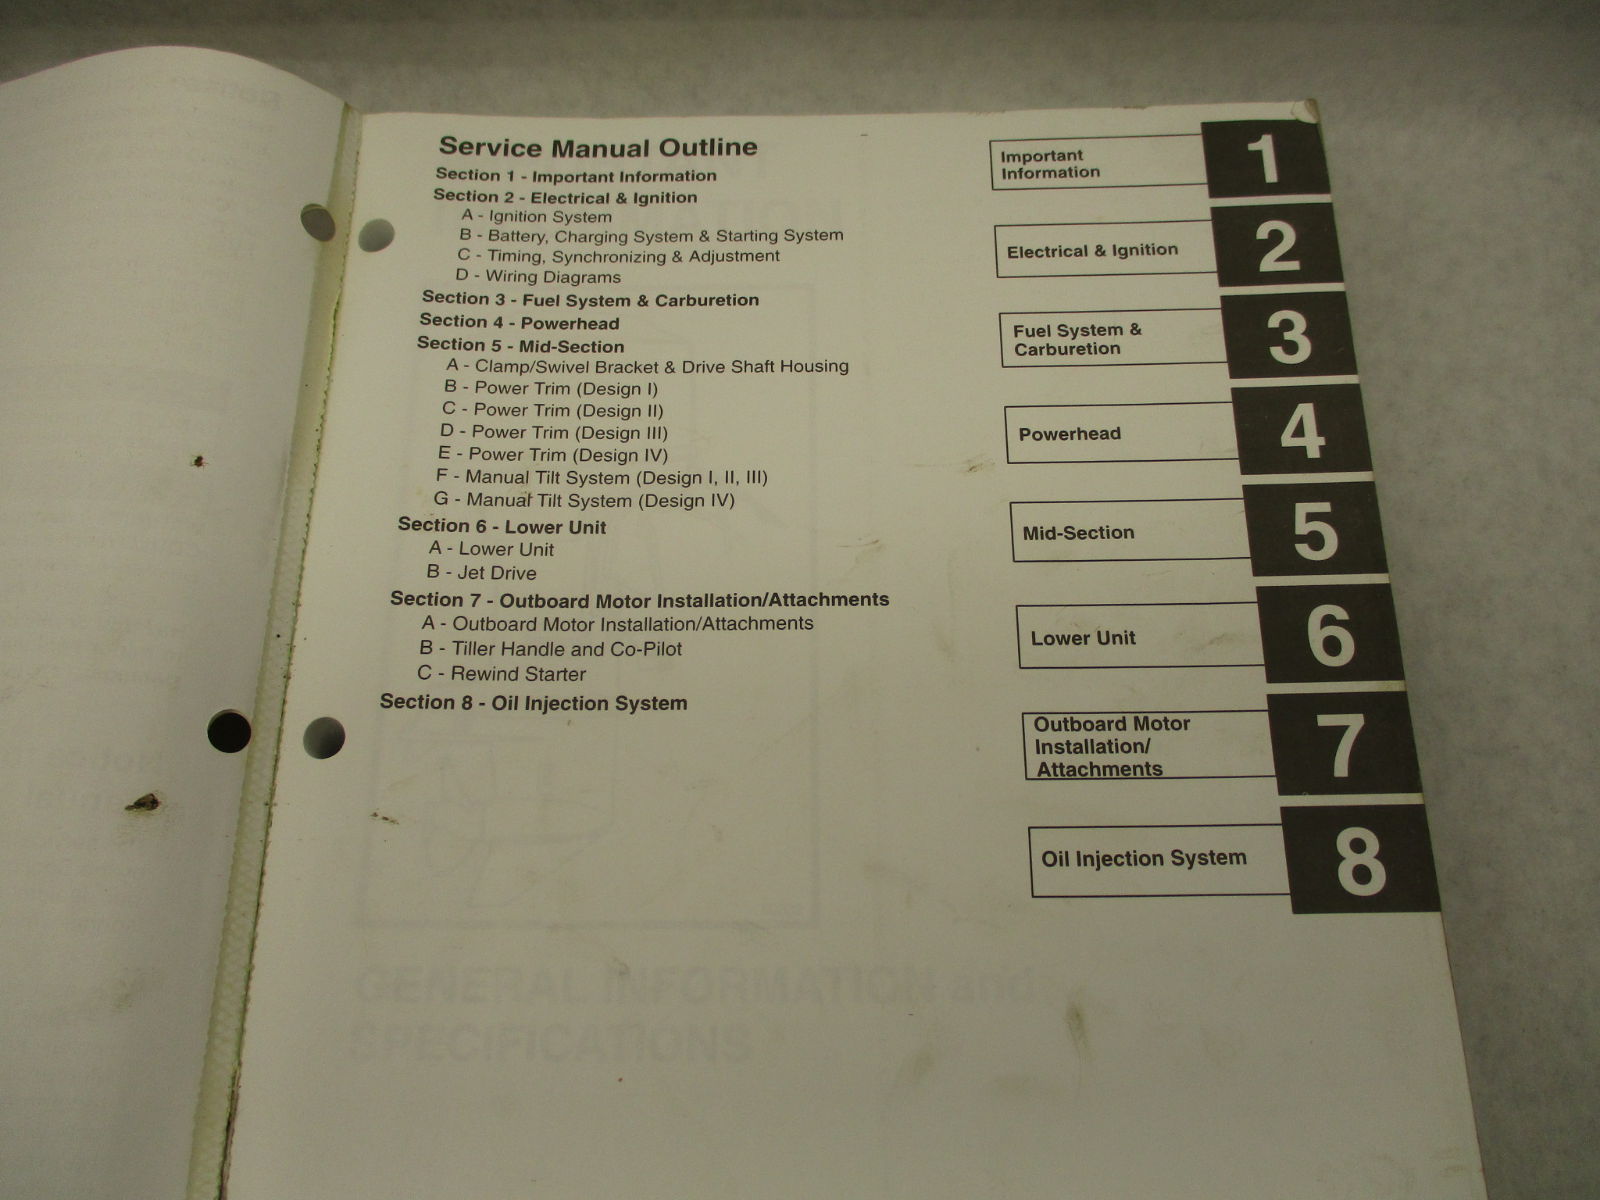 Service Manual Outline
Section 1 - Important Information
Section 2 - Electrical & Ignition
A - Ignition System
B - Battery, Charging System & Starting System
C - Timing, Synchronizing & Adjustment
D - Wiring Diagrams
Section 3 - Fuel System & Carburetion
Section 4 - Powerhead
Section 5 - Mid-Section
A - Clamp/Swivel Bracket & Drive Shaft Housing
B - Power Trim (Design I)
C - Power Trim (Design II)
D - Power Trim (Design III)
E - Power Trim (Design IV)
F - Manual Tilt System (Design I, II, III)
G - Manual Tilt System (Design IV)
Section 6 - Lower Unit
A - Lower Unit
B - Jet Drive
Section 7 - Outboard Motor Installation/Attachments
A - Outboard Motor Installation/Attachments
B - Tiller Handle and Co-Pilot
C - Rewind Starter
Section 8 - Oil Injection System
Important
Information
1
Electrical & Ignition
2
Fuel System &
Carburetion
3
Powerhead
4
Mid-Section
5
Lower Unit
6
Outboard Motor
Installation/
Attachments
7
Oil Injection System
8
GENERAL INFORMATION and
SPECIFICATIONS